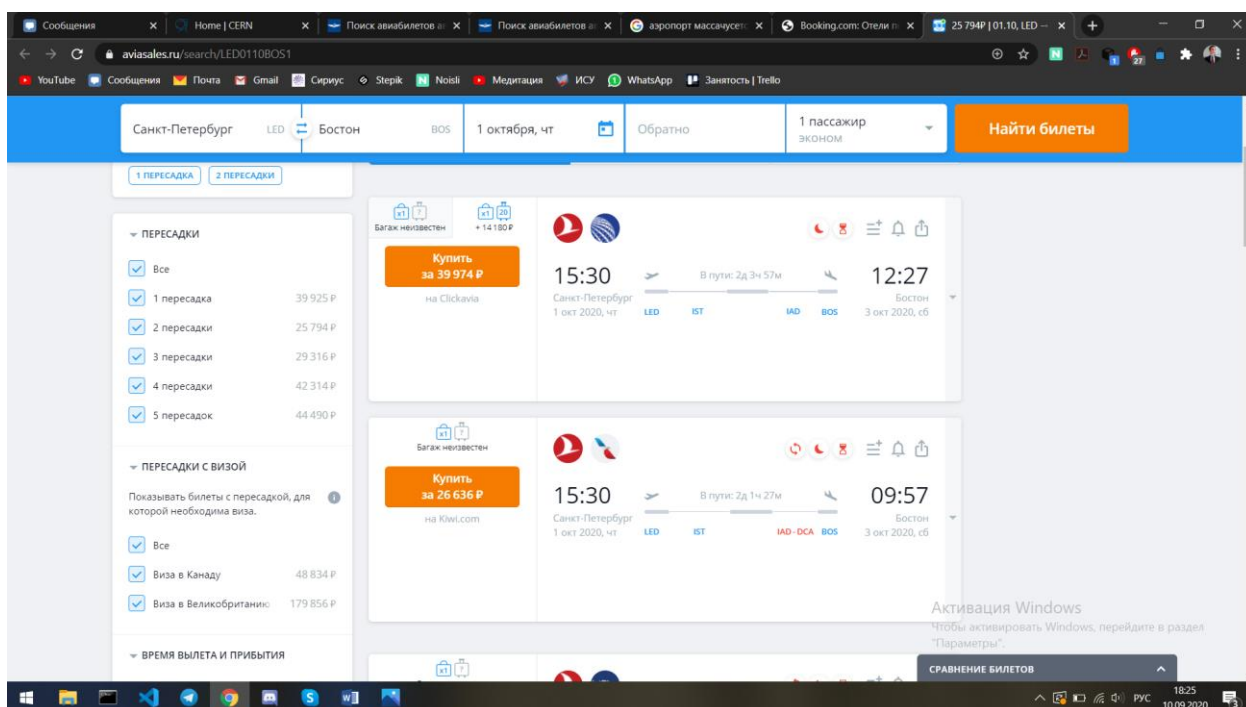 Сообщения
Home | CERN
Поиск авиабилетов а
Поиск авиабилетов а
аэропорт массачусет
Booking.com: Отели п
25 794₽ | 01.10, LED —
aviasales.ru/search/LED0110BOS1
YouTube Сообщения Почта Gmail Сириус Stepik Noisli Медитация ИСУ WhatsApp Занятость | Trello
Санкт-Петербург LED Бостон BOS 1 октября, чт Обратно 1 пассажир
эконом
Найти билеты
1 ПЕРЕСАДКА 2 ПЕРЕСАДКИ
ПЕРЕСАДКИ
Все
1 пересадка 39 925 ₽
2 пересадки 25 794 ₽
3 пересадки 29 316 ₽
4 пересадки 42 314 ₽
5 пересадок 44 490 ₽
ПЕРЕСАДКИ С ВИЗОЙ
Показывать билеты с пересадкой, для
которой необходима виза.
Все
Виза в Канаду 48 834 ₽
Виза в Великобританию 179 856 ₽
ВРЕМЯ ВЫЛЕТА И ПРИБЫТИЯ
x1 ? x1 20
Багаж неизвестен + 14 180 ₽
Купить
за 39 974 ₽
на Clickavia
15:30 В пути: 2д 3ч 57м 12:27
Санкт-Петербург Бостон
1 окт 2020, чт LED IST IAD BOS 3 окт 2020, сб
x1 ?
Багаж неизвестен
Купить
за 26 636 ₽
на Kiwi.com
15:30 В пути: 2д 1ч 27м 09:57
Санкт-Петербург Бостон
1 окт 2020, чт LED IST IAD-DCA BOS 3 окт 2020, сб
x1 ?
Активация Windows
Чтобы активировать Windows, перейдите в раздел
"Параметры".
СРАВНЕНИЕ БИЛЕТОВ
РУС 18:25
10.09.2020